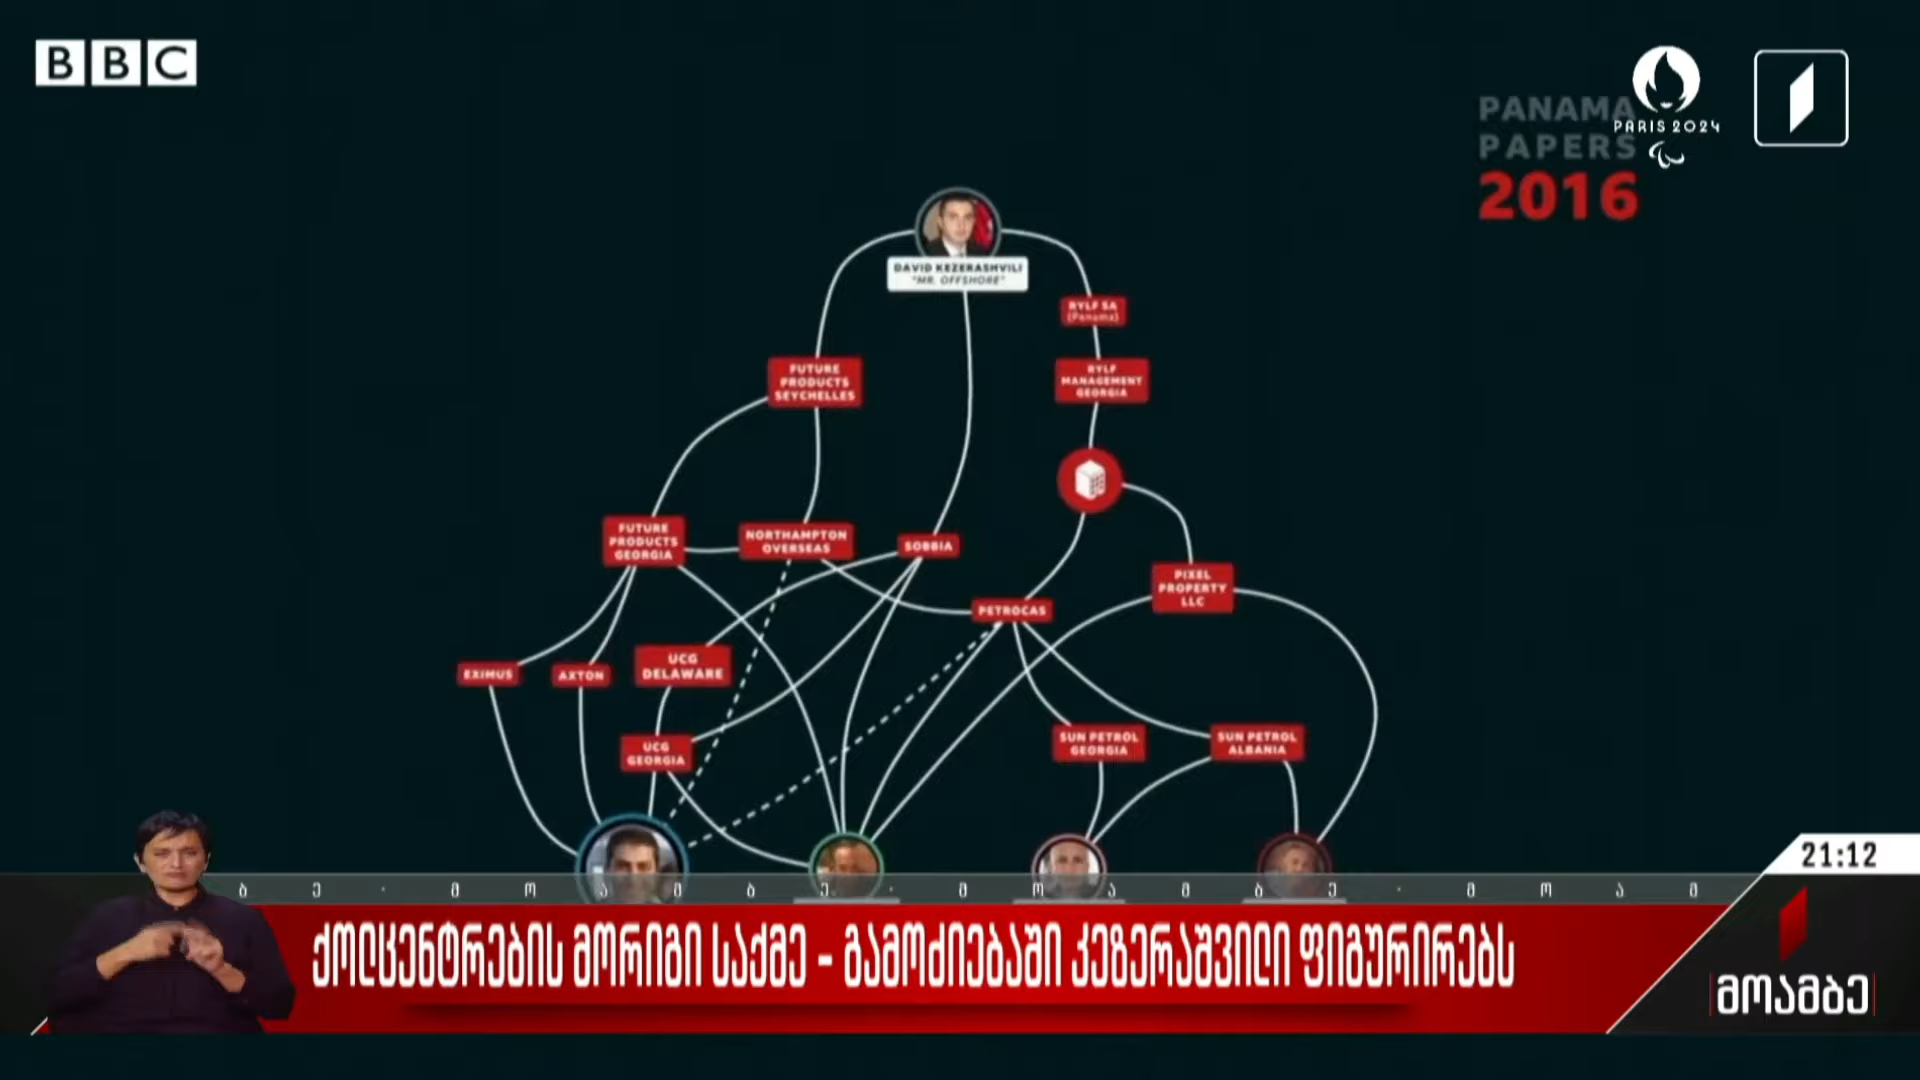 BBC
PANAMA
PAPERS
2016
PARIS 2024
DAVID KEZERASHVILI
"MR. OFFSHORE"
RYLF SA
(Panama)
FUTURE
PRODUCTS
SEYCHELLES
RYLF
MANAGEMENT
GEORGIA
FUTURE
PRODUCTS
GEORGIA
NORTHAMPTON
OVERSEAS
SOBBIA
PIXEL
PROPERTY
LLC
PETROCAS
EXIMUS
AXTON
UCG
DELAWARE
UCG
GEORGIA
SUN PETROL
GEORGIA
SUN PETROL
ALBANIA
21:12
ბ ე · მ ო ა მ ბ ე · მ ო ა მ ბ ე · მ ო ა მ
ქოლცენტრების მორიგი საქმე - გამოძიებაში კეზერაშვილი ფიგურირებს
მოამბე